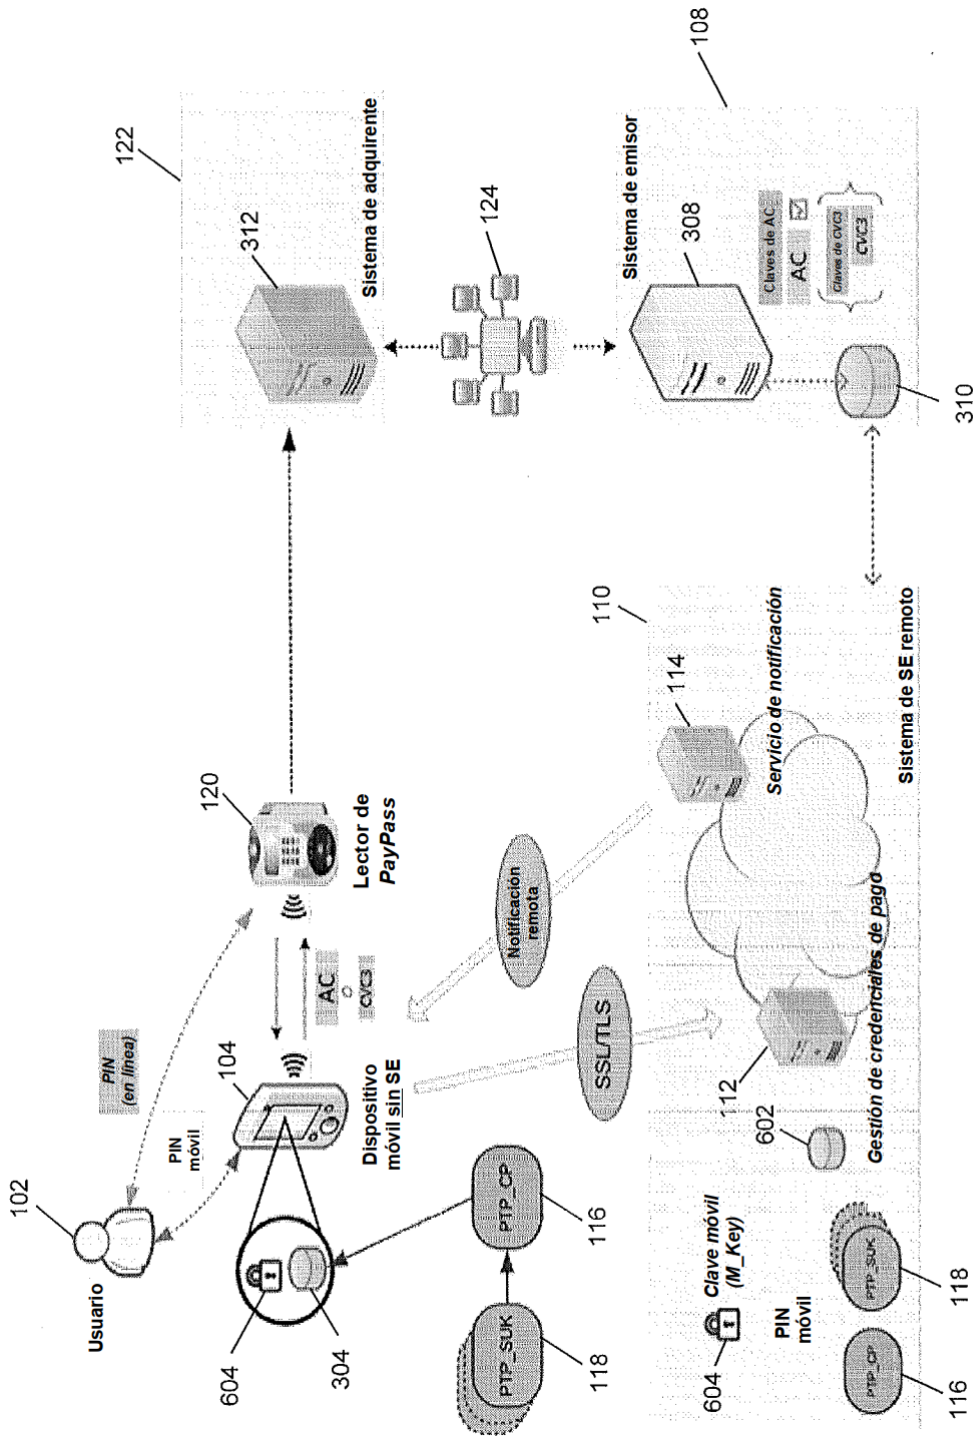 102
Usuario
PIN
(en línea)
PIN
móvil
104
Dispositivo
móvil sin SE
604
304
AC
o
CVC3
120
Lector de
PayPass
122
312
Sistema de adquirente
124
PTP_SUK
118
PTP_CP
116
SSL/TLS
Notificación
remota
Sistema de emisor
108
308
Claves de AC
AC
Claves de CVC3
CVC3
310
110
114
Servicio de notificación
112
602
Gestión de credenciales de pago
Sistema de SE remoto
604
Clave móvil
(M_Key)
PIN
móvil
PTP_SUK
118
PTP_CP
116